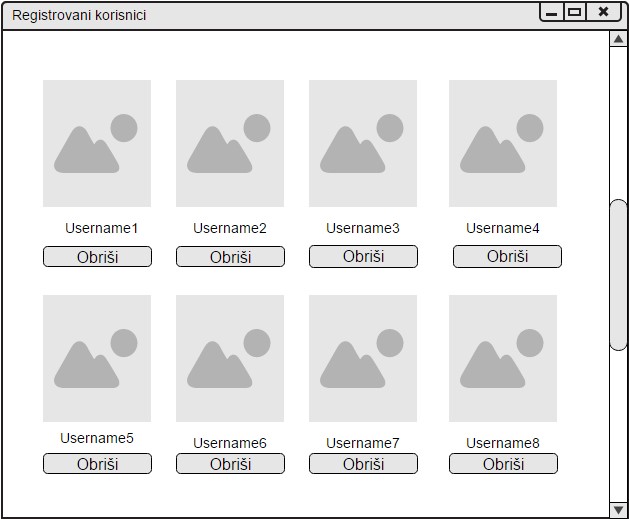 Registrovani korisnici
Username1 Username2 Username3 Username4
Obriši Obriši Obriši Obriši
Username5 Username6 Username7 Username8
Obriši Obriši Obriši Obriši